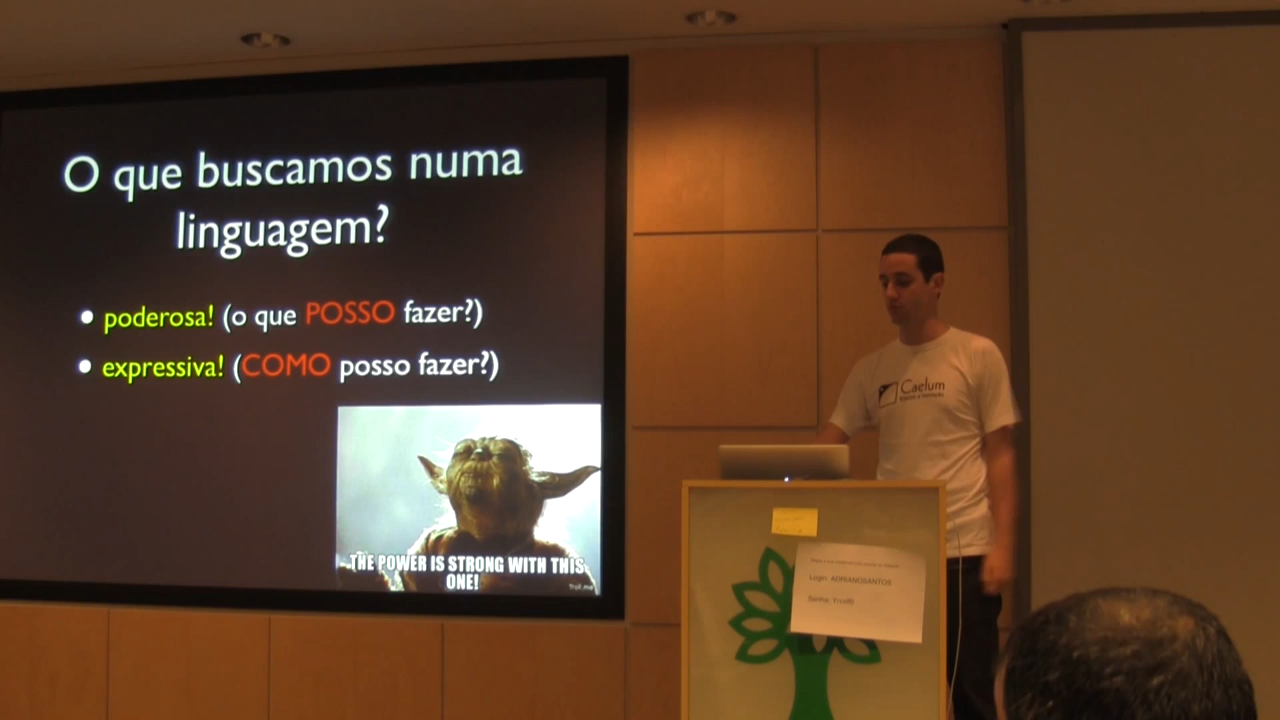 O que buscamos numa
linguagem?
• poderosa! (o que POSSO fazer?)
• expressiva! (COMO posso fazer?)
THE POWER IS STRONG WITH THIS
ONE!
Caelum
Login: ADRIANOSANTOS
Senha: